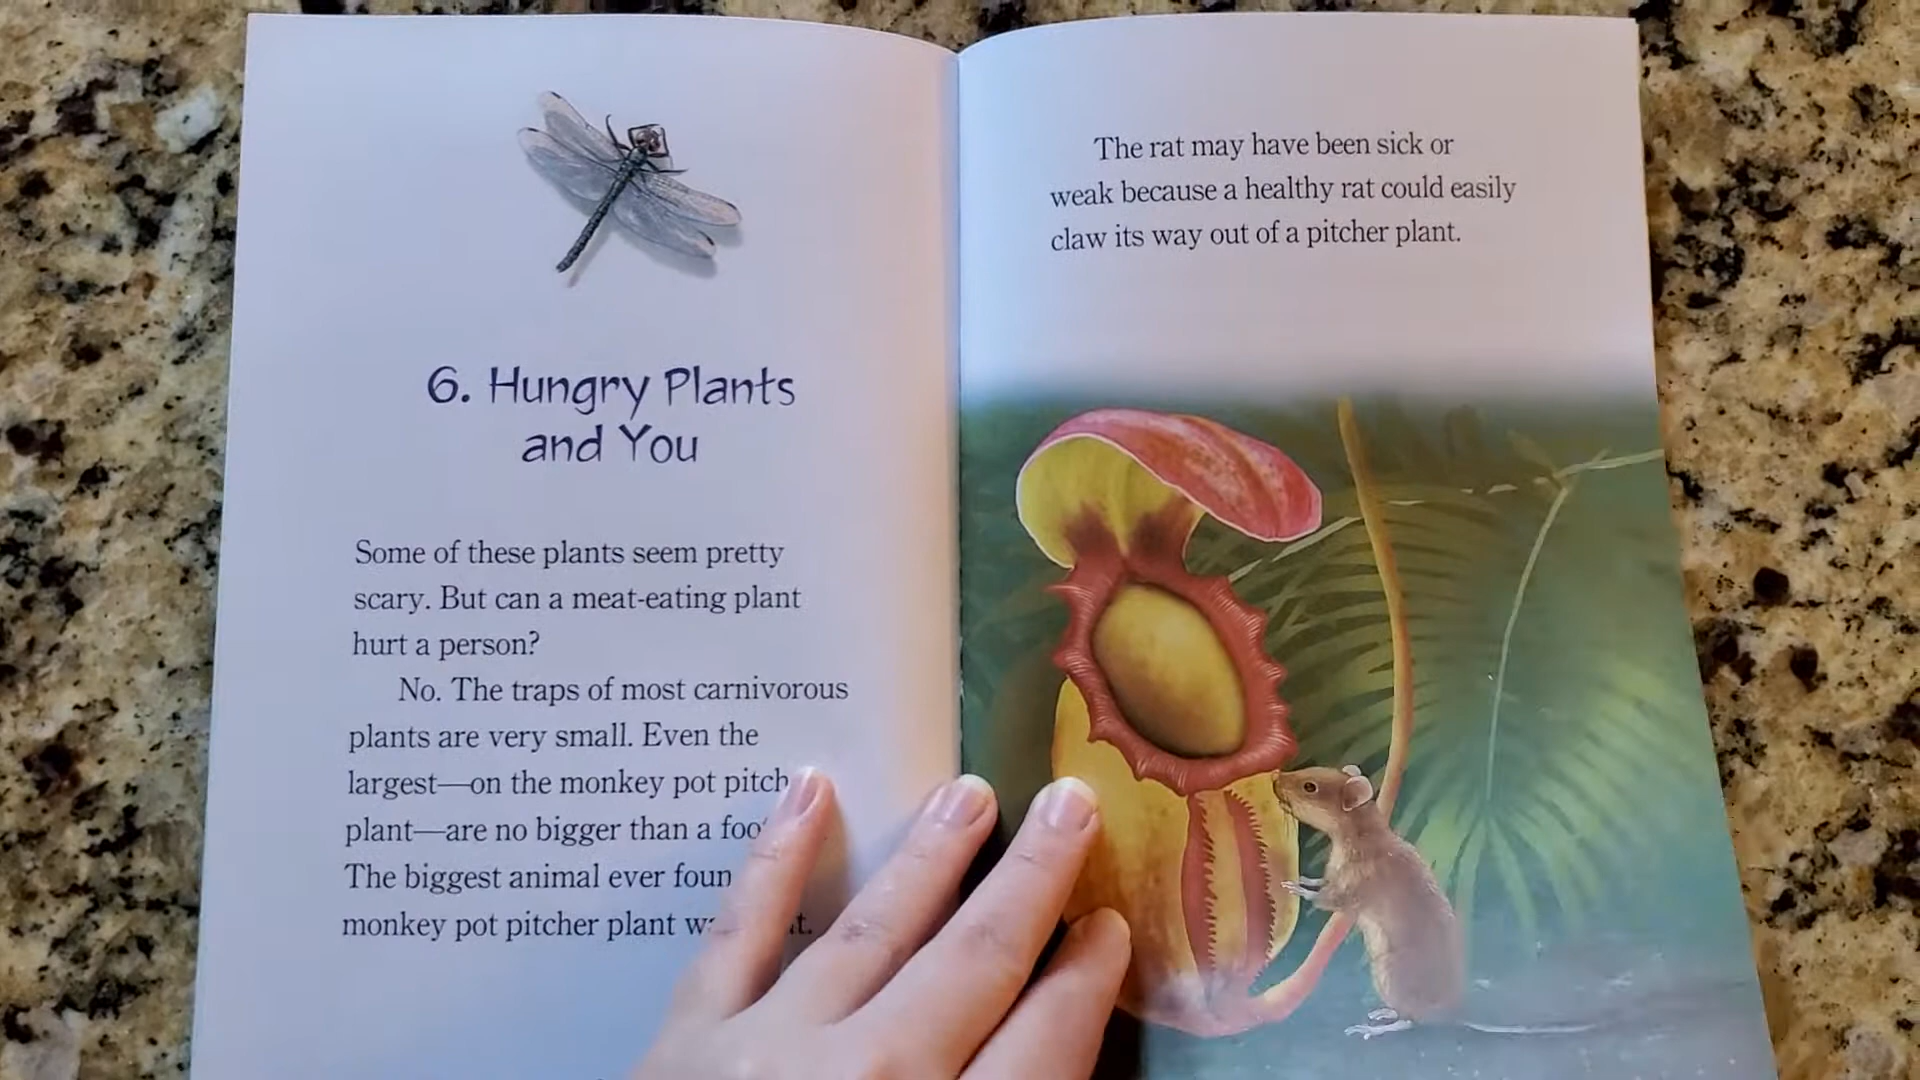 6. Hungry Plants
and You
Some of these plants seem pretty
scary. But can a meat-eating plant
hurt a person?
No. The traps of most carnivorous
plants are very small. Even the
largest—on the monkey pot pitch
plant—are no bigger than a foo
The biggest animal ever foun
monkey pot pitcher plant
The rat may have been sick or
weak because a healthy rat could easily
claw its way out of a pitcher plant.